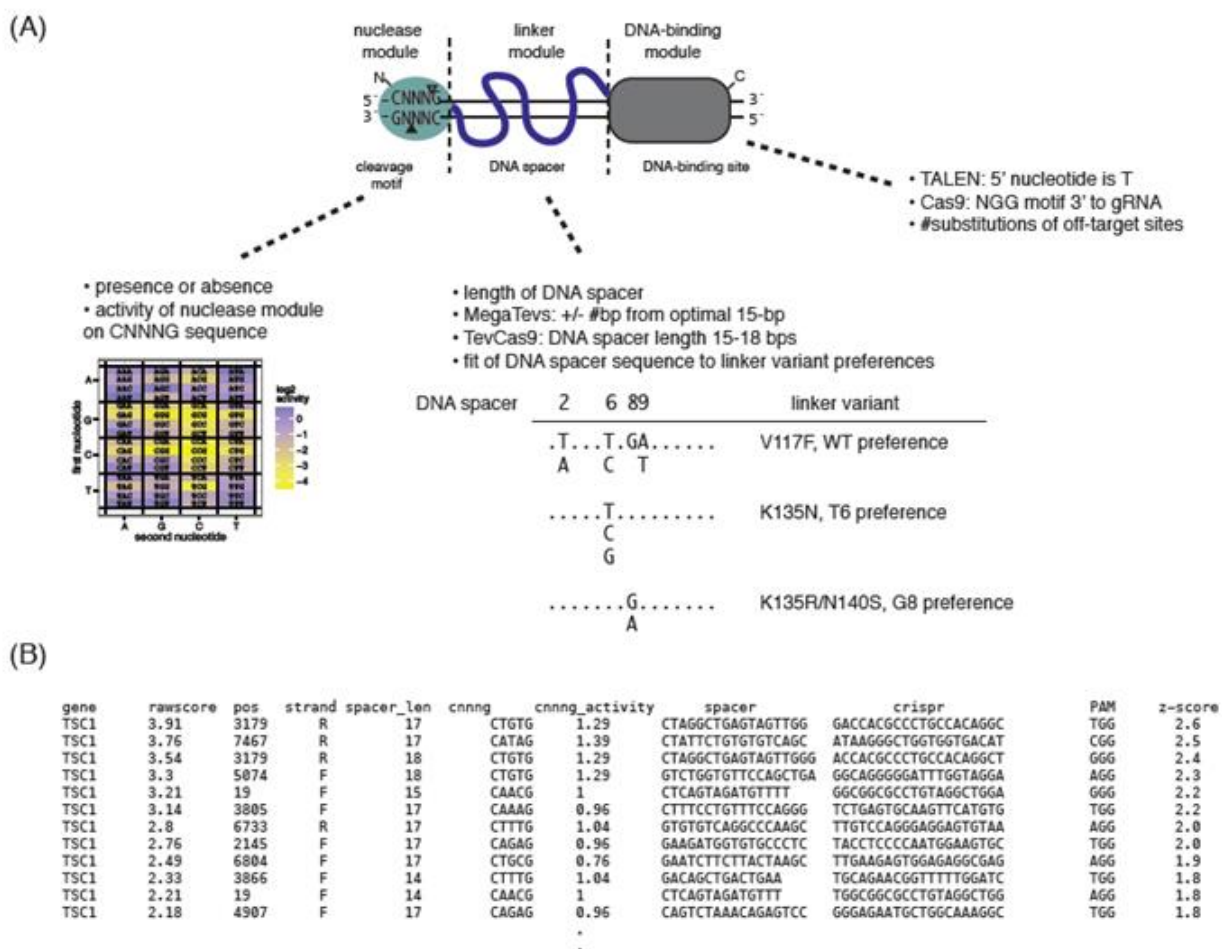 (A)
nuclease module
linker module
DNA-binding module
N
C
5´
CNNNG
3´
3´
GNNNC
5´
cleavage motif
DNA spacer
DNA-binding site
• TALEN: 5' nucleotide is T
• Cas9: NGG motif 3' to gRNA
• #substitutions of off-target sites
• presence or absence
• activity of nuclease module
on CNNNG sequence
log2
activity
0
-1
-2
-3
-4
first nucleotide
A
G
C
T
A G C T
second nucleotide
• length of DNA spacer
• MegaTevs: +/- #bp from optimal 15-bp
• TevCas9: DNA spacer length 15-18 bps
• fit of DNA spacer sequence to linker variant preferences
DNA spacer 2 6 89 linker variant
.T...T.GA...... V117F, WT preference
A C T
.....T......... K135N, T6 preference
C
G
.......G....... K135R/N140S, G8 preference
A
(B)
gene rawscore pos strand spacer_len cnnng cnnng_activity spacer crispr PAM z-score
TSC1 3.91 3179 R 17 CTGTG 1.29 CTAGGCTGAGTAGTTGG GACCACGCCCTGCCACAGGC TGG 2.6
TSC1 3.76 7467 R 17 CATAG 1.39 CTATTCTGTGTGTCAGC ATAAGGGCTGGTGGTGACAT CGG 2.5
TSC1 3.54 3179 R 18 CTGTG 1.29 CTAGGCTGAGTAGTTGGG ACCACGCCCTGCCACAGGCT GGG 2.4
TSC1 3.3 5074 F 18 CTGTG 1.29 GTCTGGTGTTCCAGCTGA GGCAGGGGGATTTGGTAGGA AGG 2.3
TSC1 3.21 19 F 15 CAACG 1 CTCAGTAGATGTTTT GGCGGCGCCTGTAGGCTGGA GGG 2.2
TSC1 3.14 3805 F 17 CAAAG 0.96 CTTTCCTGTTTCCAGGG TCTGAGTGCAAGTTCATGTG TGG 2.2
TSC1 2.8 6733 R 17 CTTTG 1.04 GTGTGTCAGGCCCAAGC TTGTCCAGGGAGGAGTGTAA AGG 2.0
TSC1 2.76 2145 F 17 CAGAG 0.96 GAAGATGGTGTGCCCTC TACCTCCCCAATGGAAGTGC TGG 2.0
TSC1 2.49 6804 F 17 CTGCG 0.76 GAATCTTCTTACTAAGC TTGAAGAGTGGAGAGGCGAG AGG 1.9
TSC1 2.33 3866 F 14 CTTTG 1.04 GACAGCTGACTGAA TGCAGAACGGTTTTTGGATC TGG 1.8
TSC1 2.21 19 F 14 CAACG 1 CTCAGTAGATGTTT TGGCGGCGCCTGTAGGCTGG AGG 1.8
TSC1 2.18 4907 F 17 CAGAG 0.96 CAGTCTAAACAGAGTCC GGGAGAATGCTGGCAAAGGC TGG 1.8
.
.